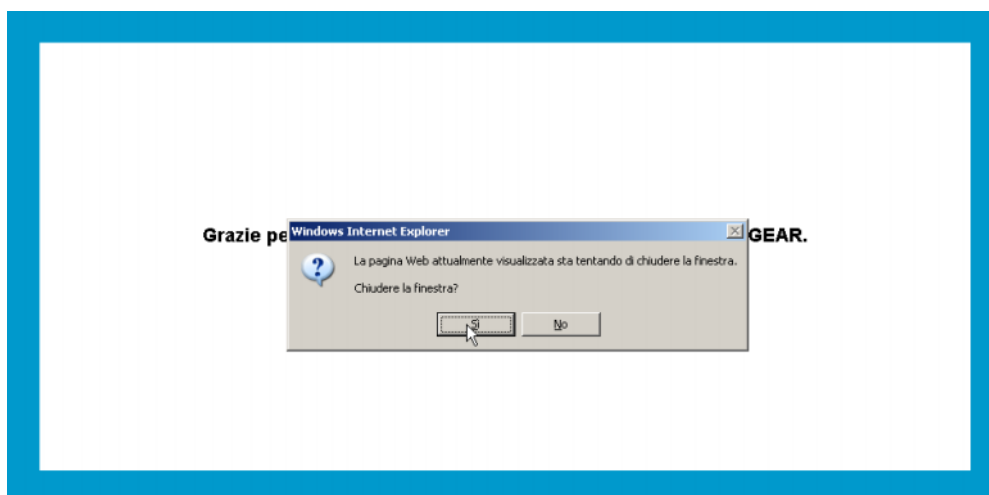 Grazie pe
GEAR.
Windows Internet Explorer
La pagina Web attualmente visualizzata sta tentando di chiudere la finestra.
Chiudere la finestra?
No